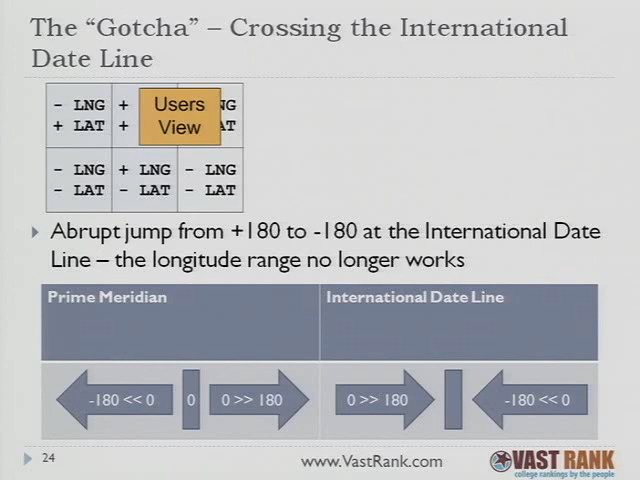 The “Gotcha” – Crossing the International
Date Line
- LNG + Users NG
+ LAT + View AT
- LNG + LNG - LNG
- LAT - LAT - LAT
Abrupt jump from +180 to -180 at the International Date
Line – the longitude range no longer works
Prime Meridian International Date Line
-180 << 0 0 0 >> 180 0 >> 180 -180 << 0
24 www.VastRank.com VAST RANK
college rankings by the people